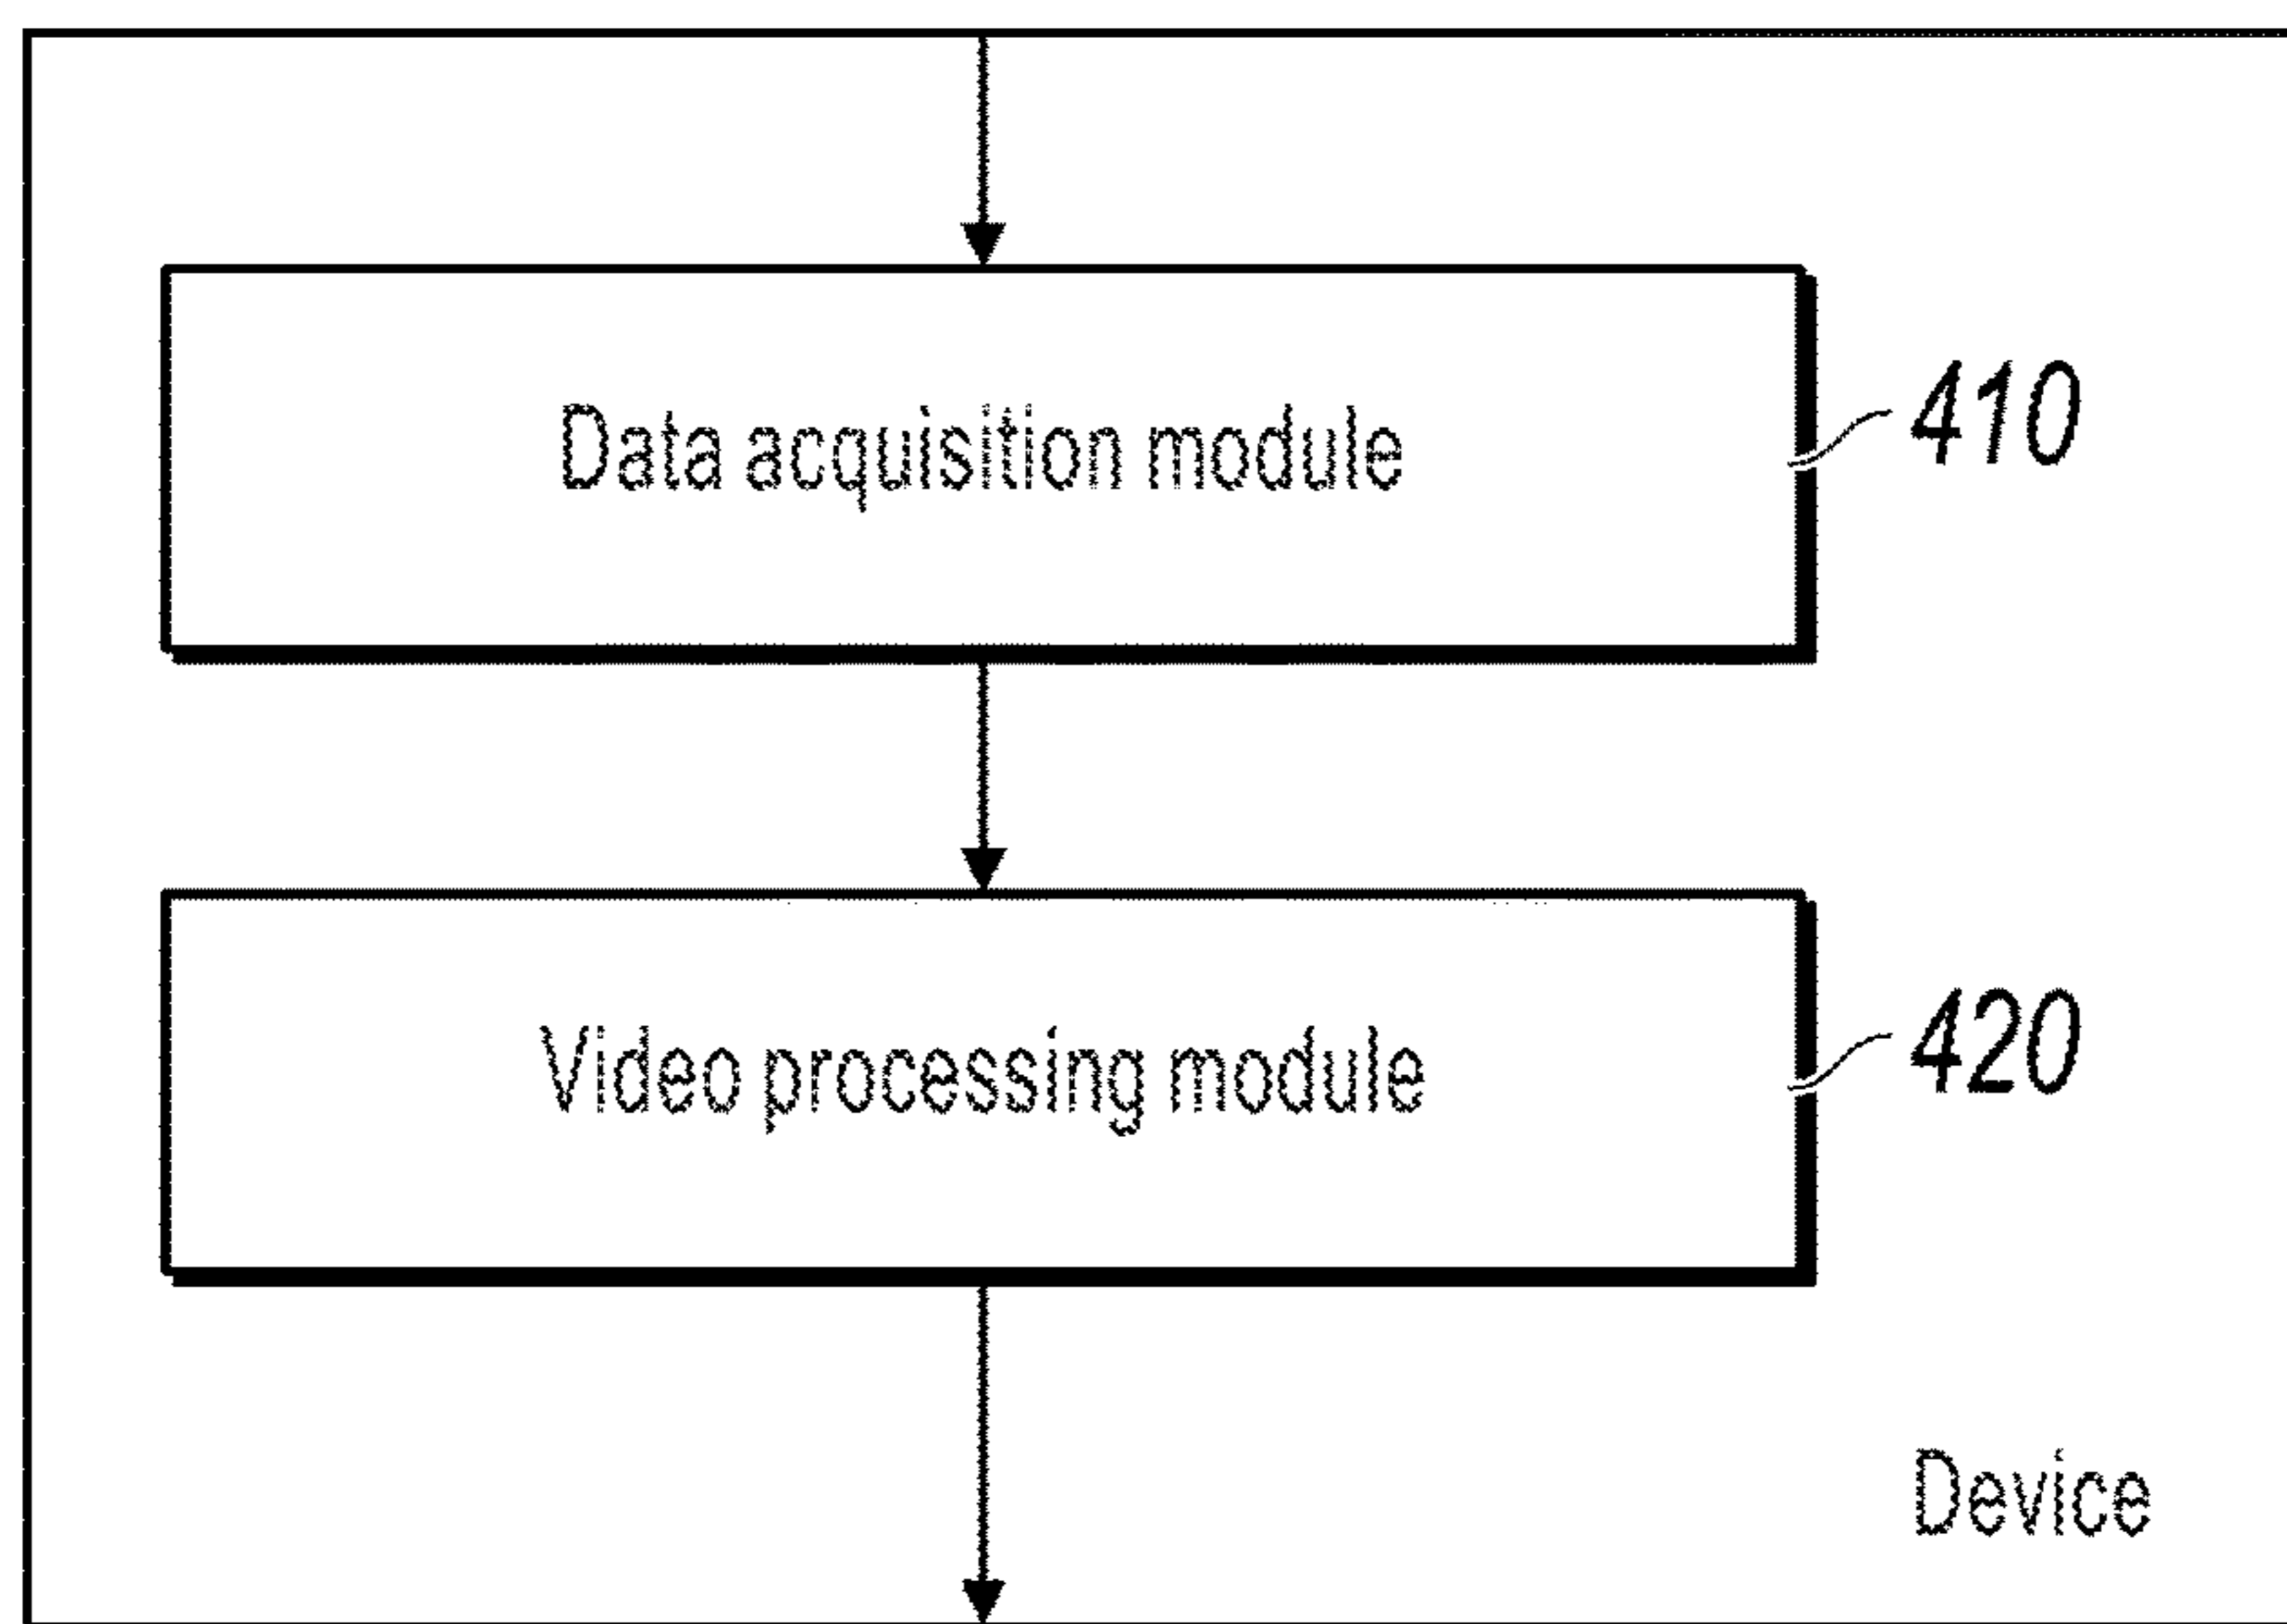 Data acquisition module
410
Video processing module
420
Device